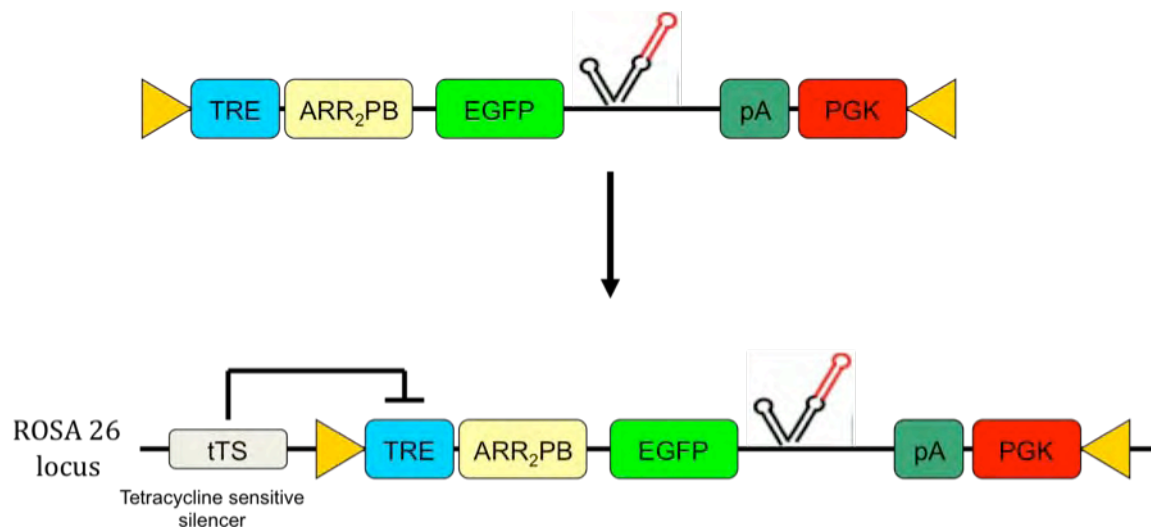 TRE ARR₂PB EGFP pA PGK
ROSA 26
locus
tTS TRE ARR₂PB EGFP pA PGK
Tetracycline sensitive
silencer